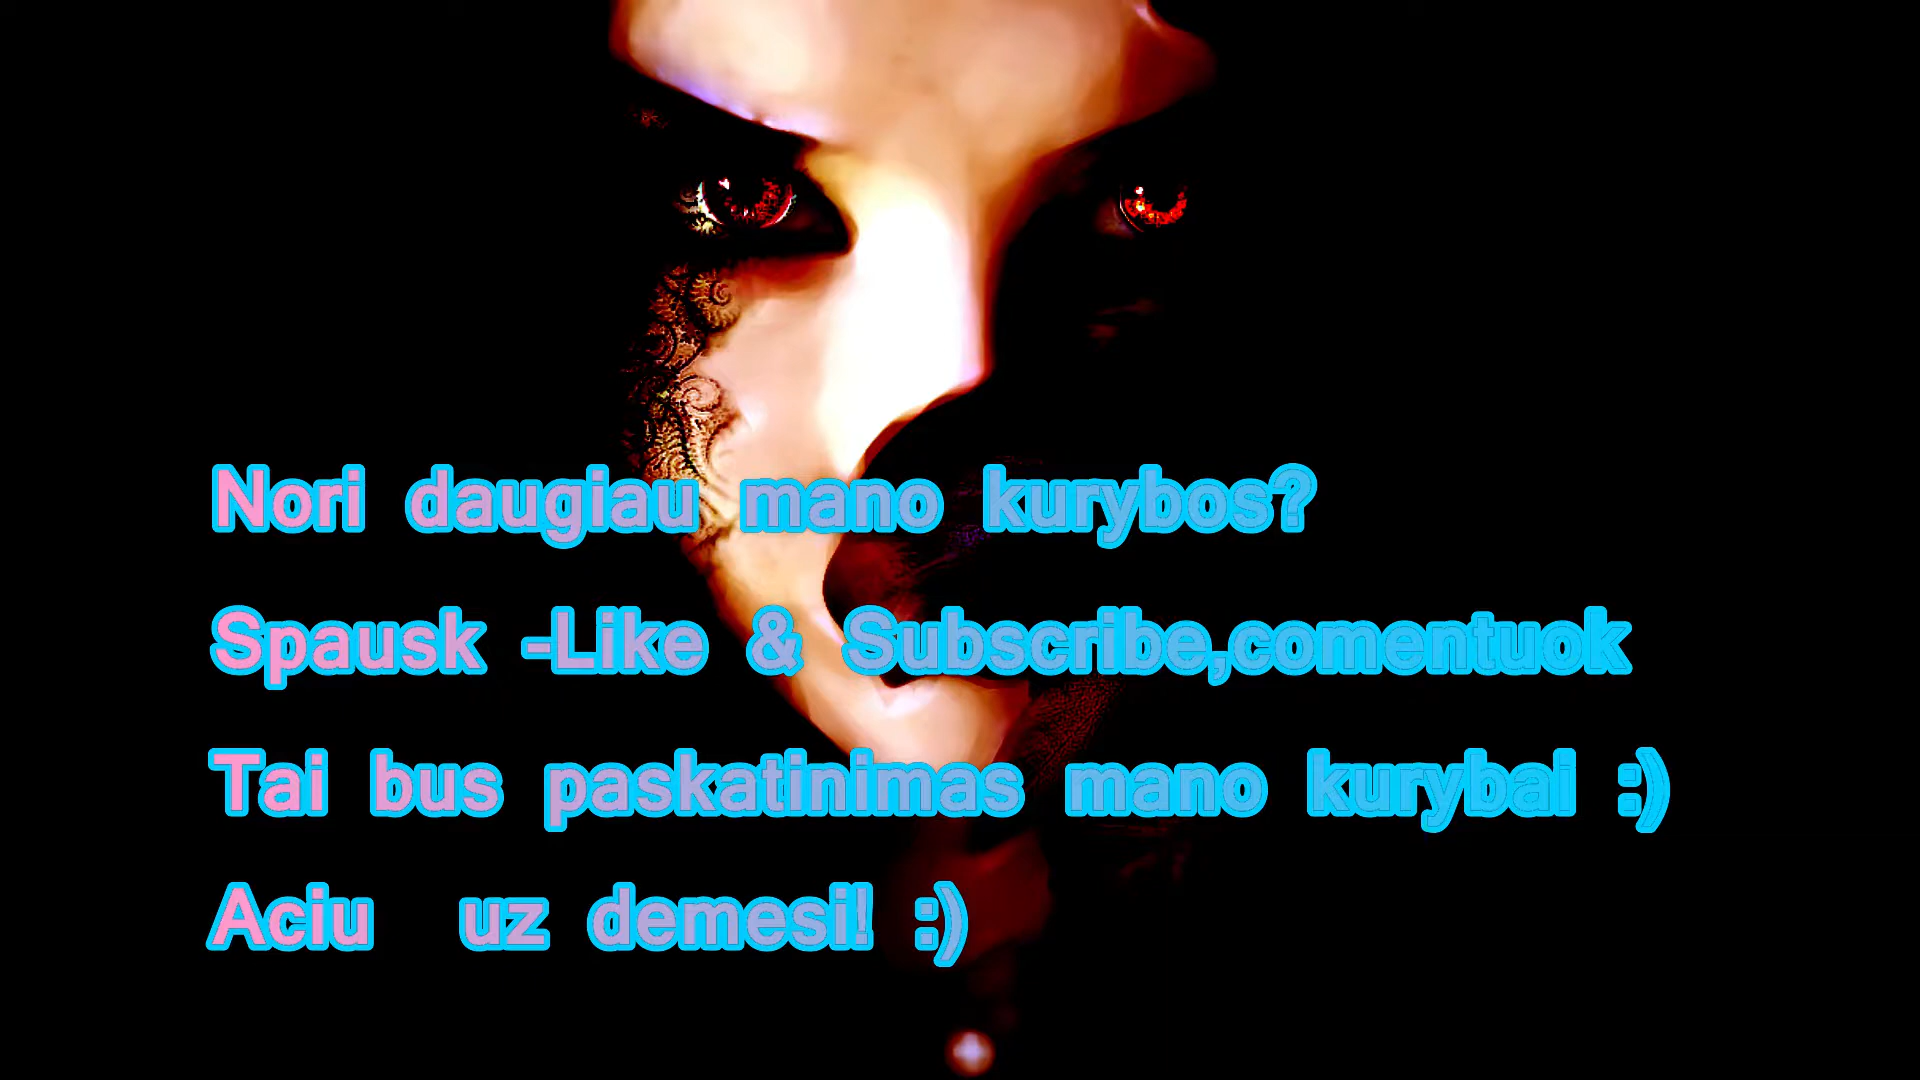 Nori daugiau mano kurybos?
Spausk -Like & Subscribe,comentuok
Tai bus paskatinimas mano kurybai :)
Aciu uz demesi! :)